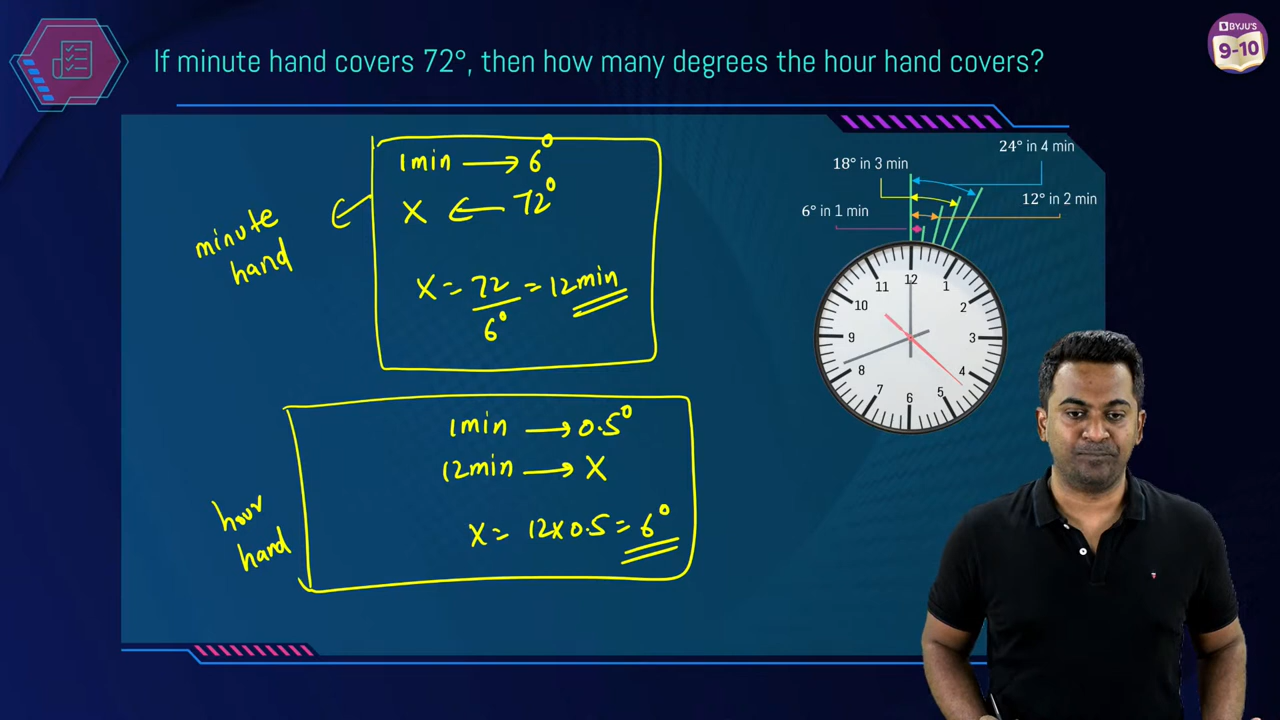 If minute hand covers 72°, then how many degrees the hour hand covers?
BYJU'S
9-10
1min → 6°
X ← 72°
X = 72/6° = 12min
minute
hand
1min → 0.5°
12min → X
X = 12X0.5 = 6°
hour
hand
24° in 4 min
18° in 3 min
12° in 2 min
6° in 1 min
12
1
2
3
4
5
6
7
8
9
10
11